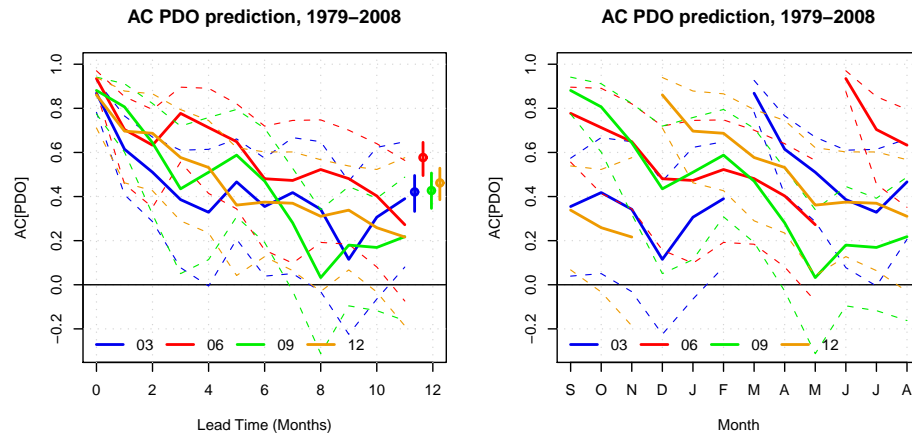 AC PDO prediction, 1979−2008
AC[PDO]
1.0
0.8
0.6
0.4
0.2
0.0
−0.2
03 06 09 12
0 2 4 6 8 10 12
Lead Time (Months)
AC PDO prediction, 1979−2008
AC[PDO]
1.0
0.8
0.6
0.4
0.2
0.0
−0.2
03 06 09 12
S O N D J F M A M J J A
Month